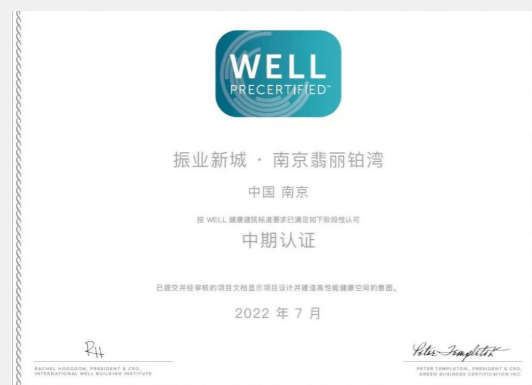 WELL
PRECERTIFIED™
振业新城 · 南京翡丽铂湾
中国 南京
按 WELL 健康建筑标准要求已满足如下阶段性认可
中期认证
已提交并经审核的项目文档显示项目设计并建造高性能健康空间的意图。
2022 年 7 月
RACHEL HODGDON, PRESIDENT & CEO,
INTERNATIONAL WELL BUILDING INSTITUTE
Peter Templeton
PETER TEMPLETON, PRESIDENT & CEO,
GREEN BUSINESS CERTIFICATION INC.